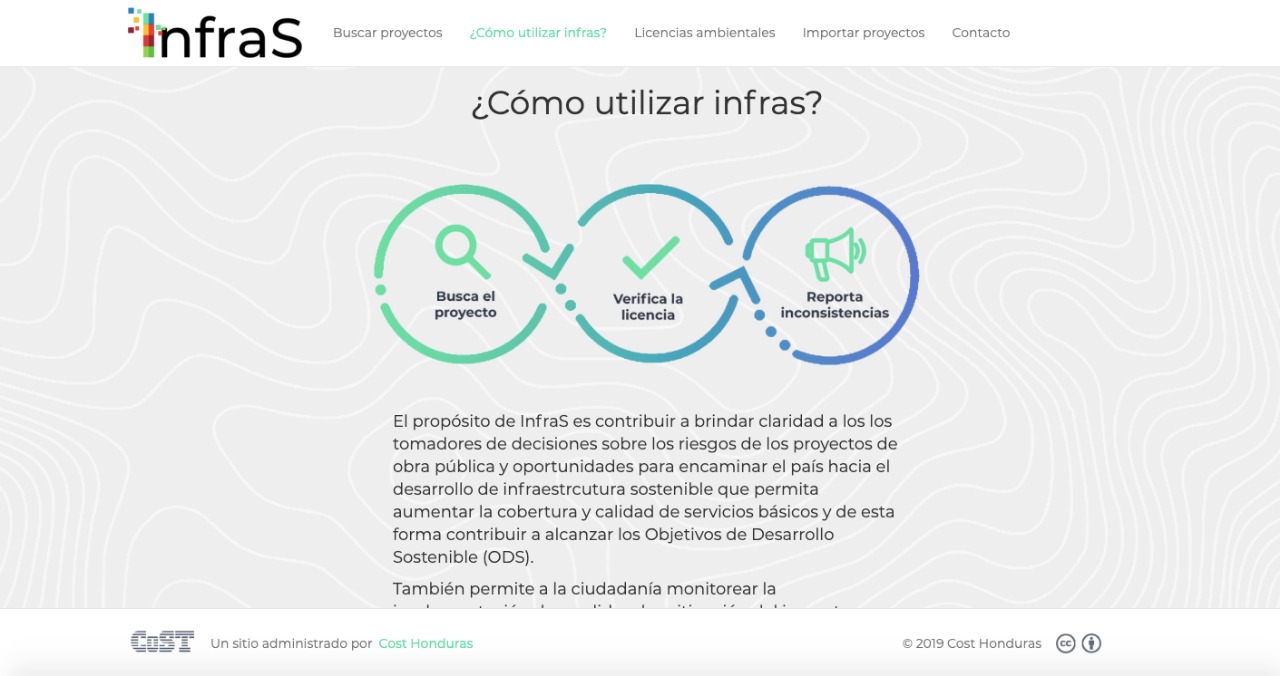 InfraS
Buscar proyectos
¿Cómo utilizar infras?
Licencias ambientales
Importar proyectos
Contacto
¿Cómo utilizar infras?
Busca el
proyecto
Verifica la
licencia
Reporta
inconsistencias
El propósito de InfraS es contribuir a brindar claridad a los los
tomadores de decisiones sobre los riesgos de los proyectos de
obra pública y oportunidades para encaminar el país hacia el
desarrollo de infraestrcutura sostenible que permita
aumentar la cobertura y calidad de servicios básicos y de esta
forma contribuir a alcanzar los Objetivos de Desarrollo
Sostenible (ODS).
También permite a la ciudadanía monitorear la
CoST
Un sitio administrado por Cost Honduras
© 2019 Cost Honduras
cc